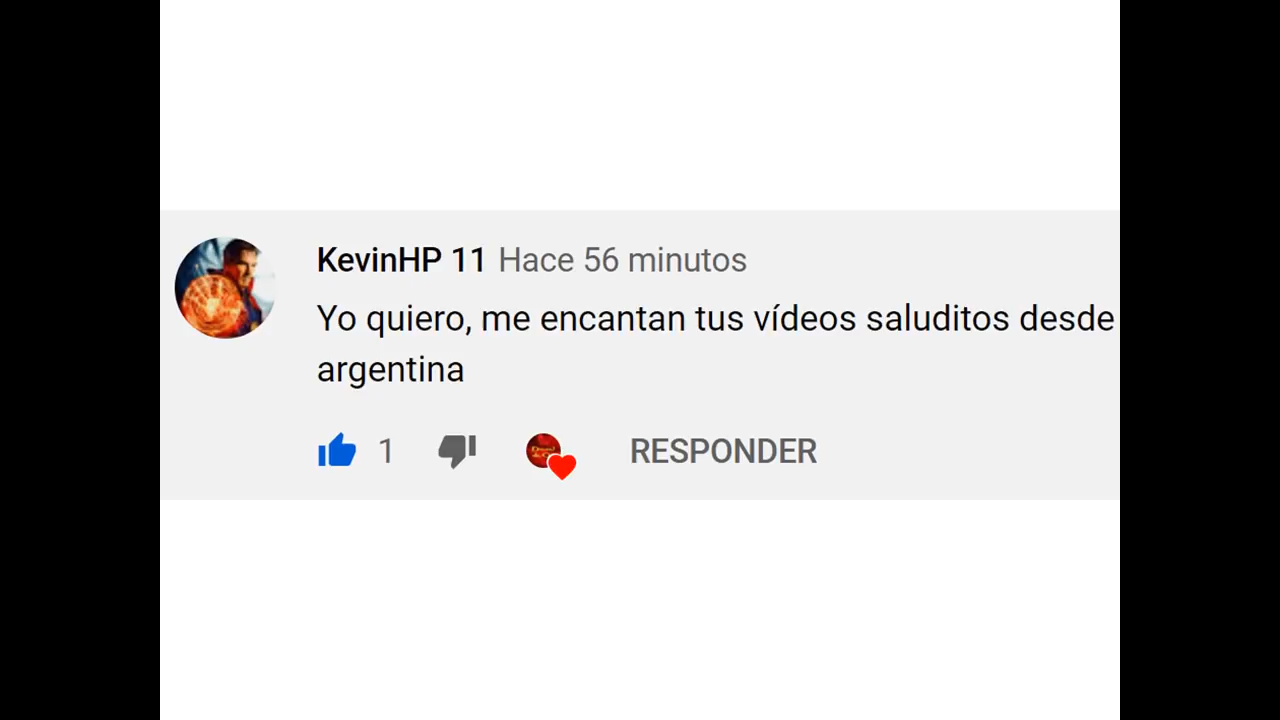 KevinHP 11 Hace 56 minutos
Yo quiero, me encantan tus vídeos saluditos desde
argentina
1 RESPONDER